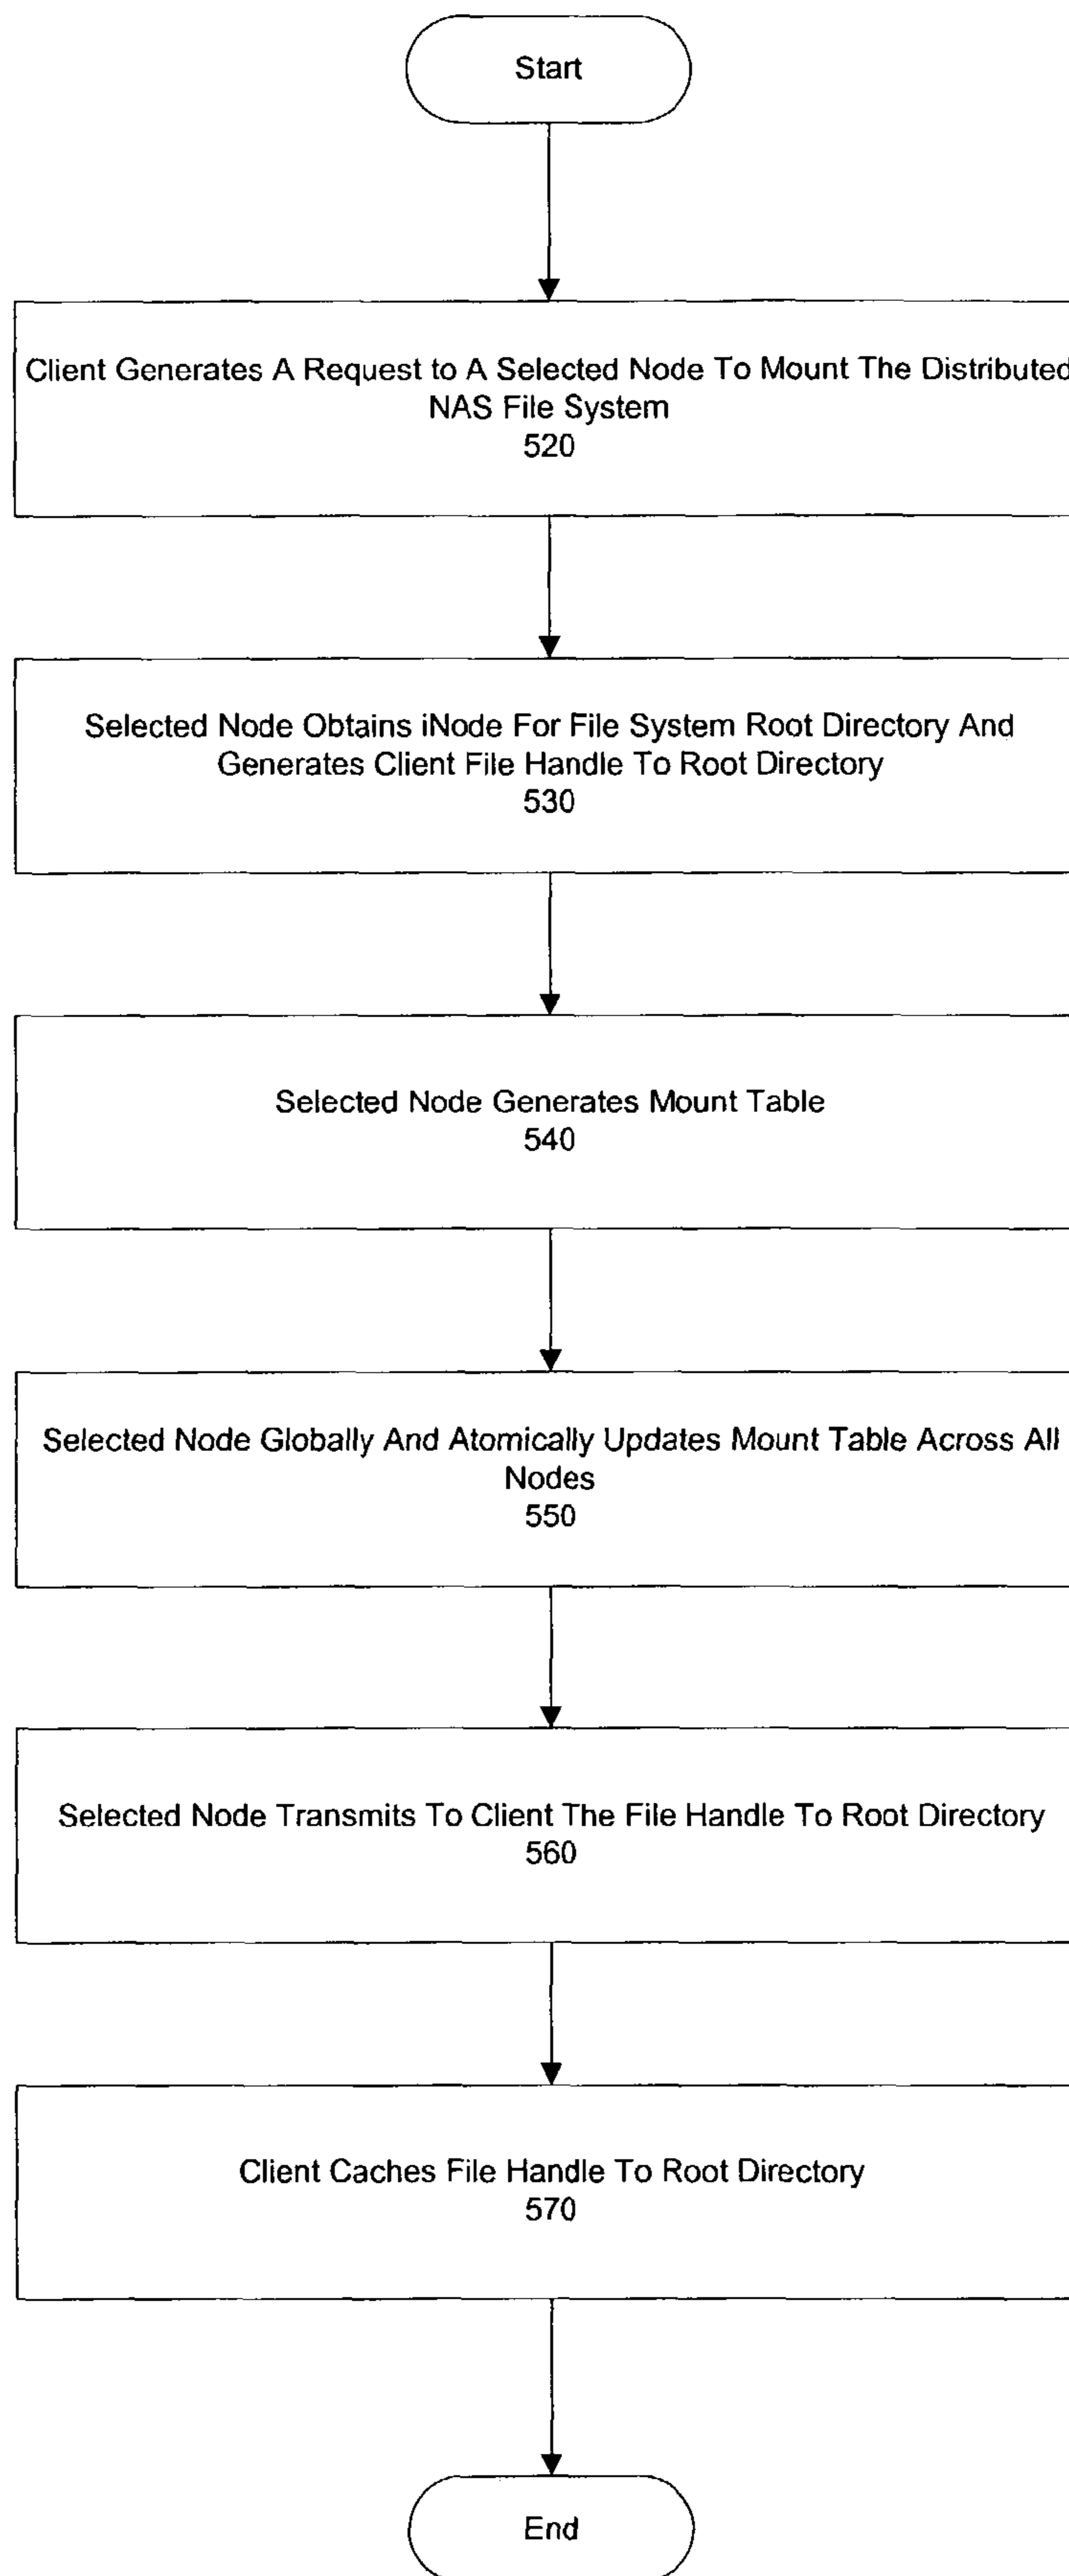 Start
Client Generates A Request to A Selected Node To Mount The Distributed
NAS File System
520
Selected Node Obtains iNode For File System Root Directory And
Generates Client File Handle To Root Directory
530
Selected Node Generates Mount Table
540
Selected Node Globally And Atomically Updates Mount Table Across All
Nodes
550
Selected Node Transmits To Client The File Handle To Root Directory
560
Client Caches File Handle To Root Directory
570
End